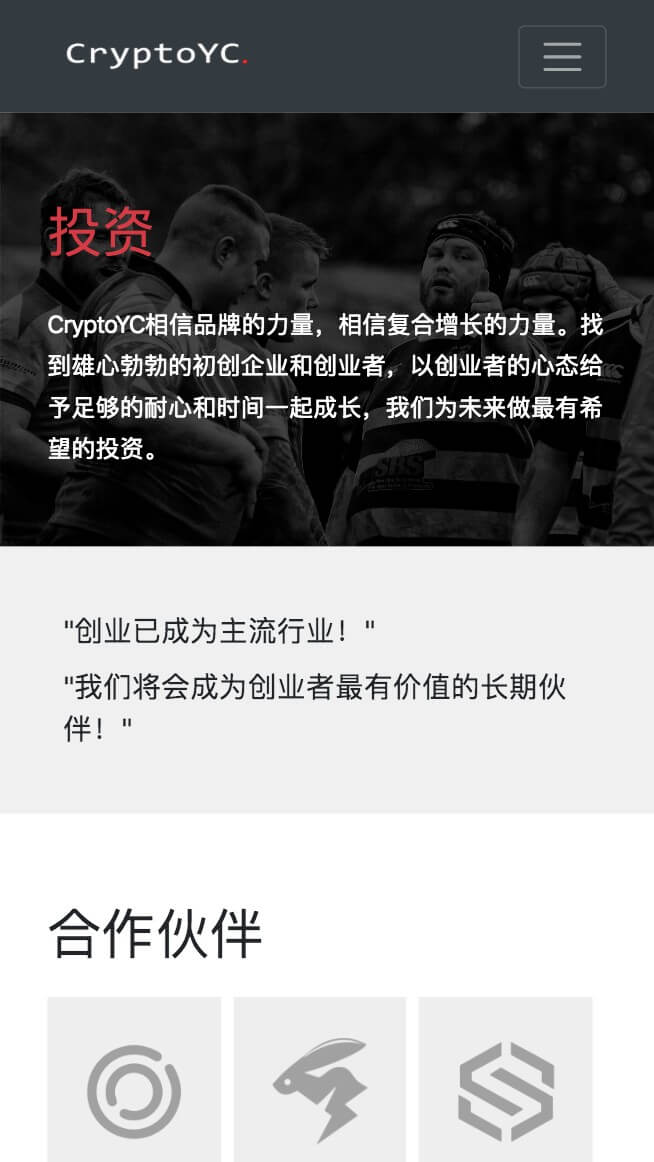 CryptoYC.
投资
CryptoYC相信品牌的力量，相信复合增长的力量。找
到雄心勃勃的初创企业和创业者，以创业者的心态给
予足够的耐心和时间一起成长，我们为未来做最有希
望的投资。
SBS
"创业已成为主流行业！"
"我们将会成为创业者最有价值的长期伙
伴！"
合作伙伴